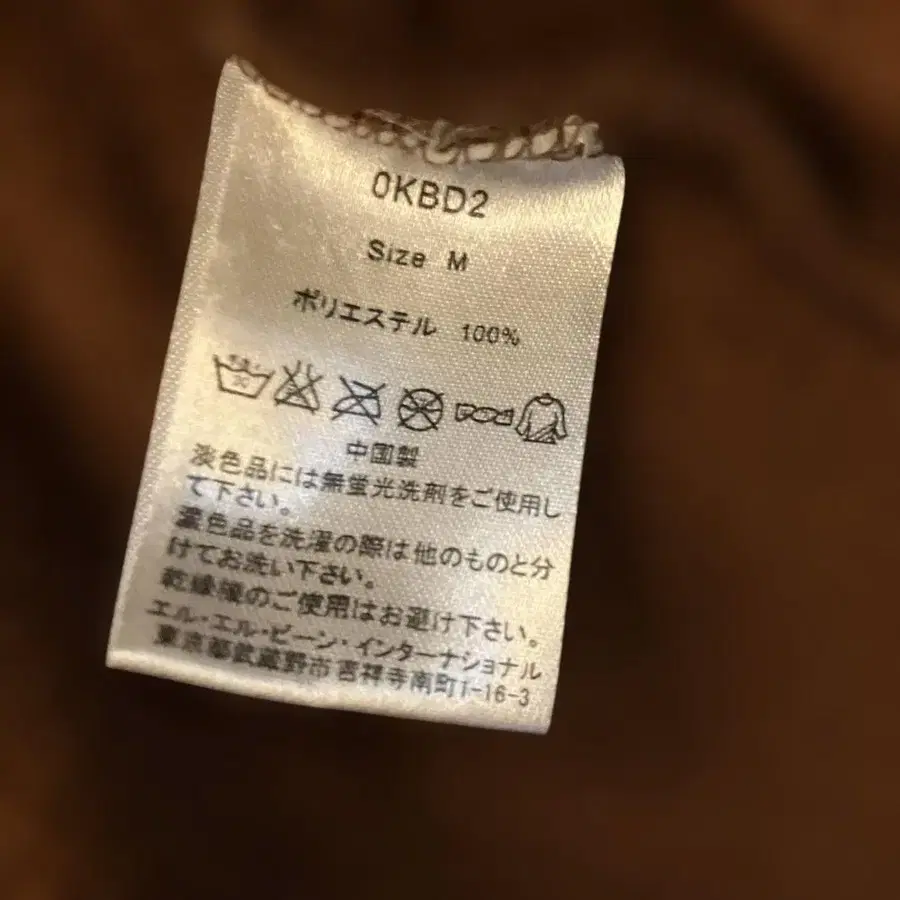 0KBD2
Size M
ポリエステル 100%
中国製
淡色品には無蛍光洗剤をご使用し
て下さい。
濃色品を洗濯の際は他のものと分
けてお洗い下さい。
乾燥機のご使用はお避け下さい。
エル・エル・ビーン・インターナショナル
東京都武蔵野市吉祥寺南町1-16-3